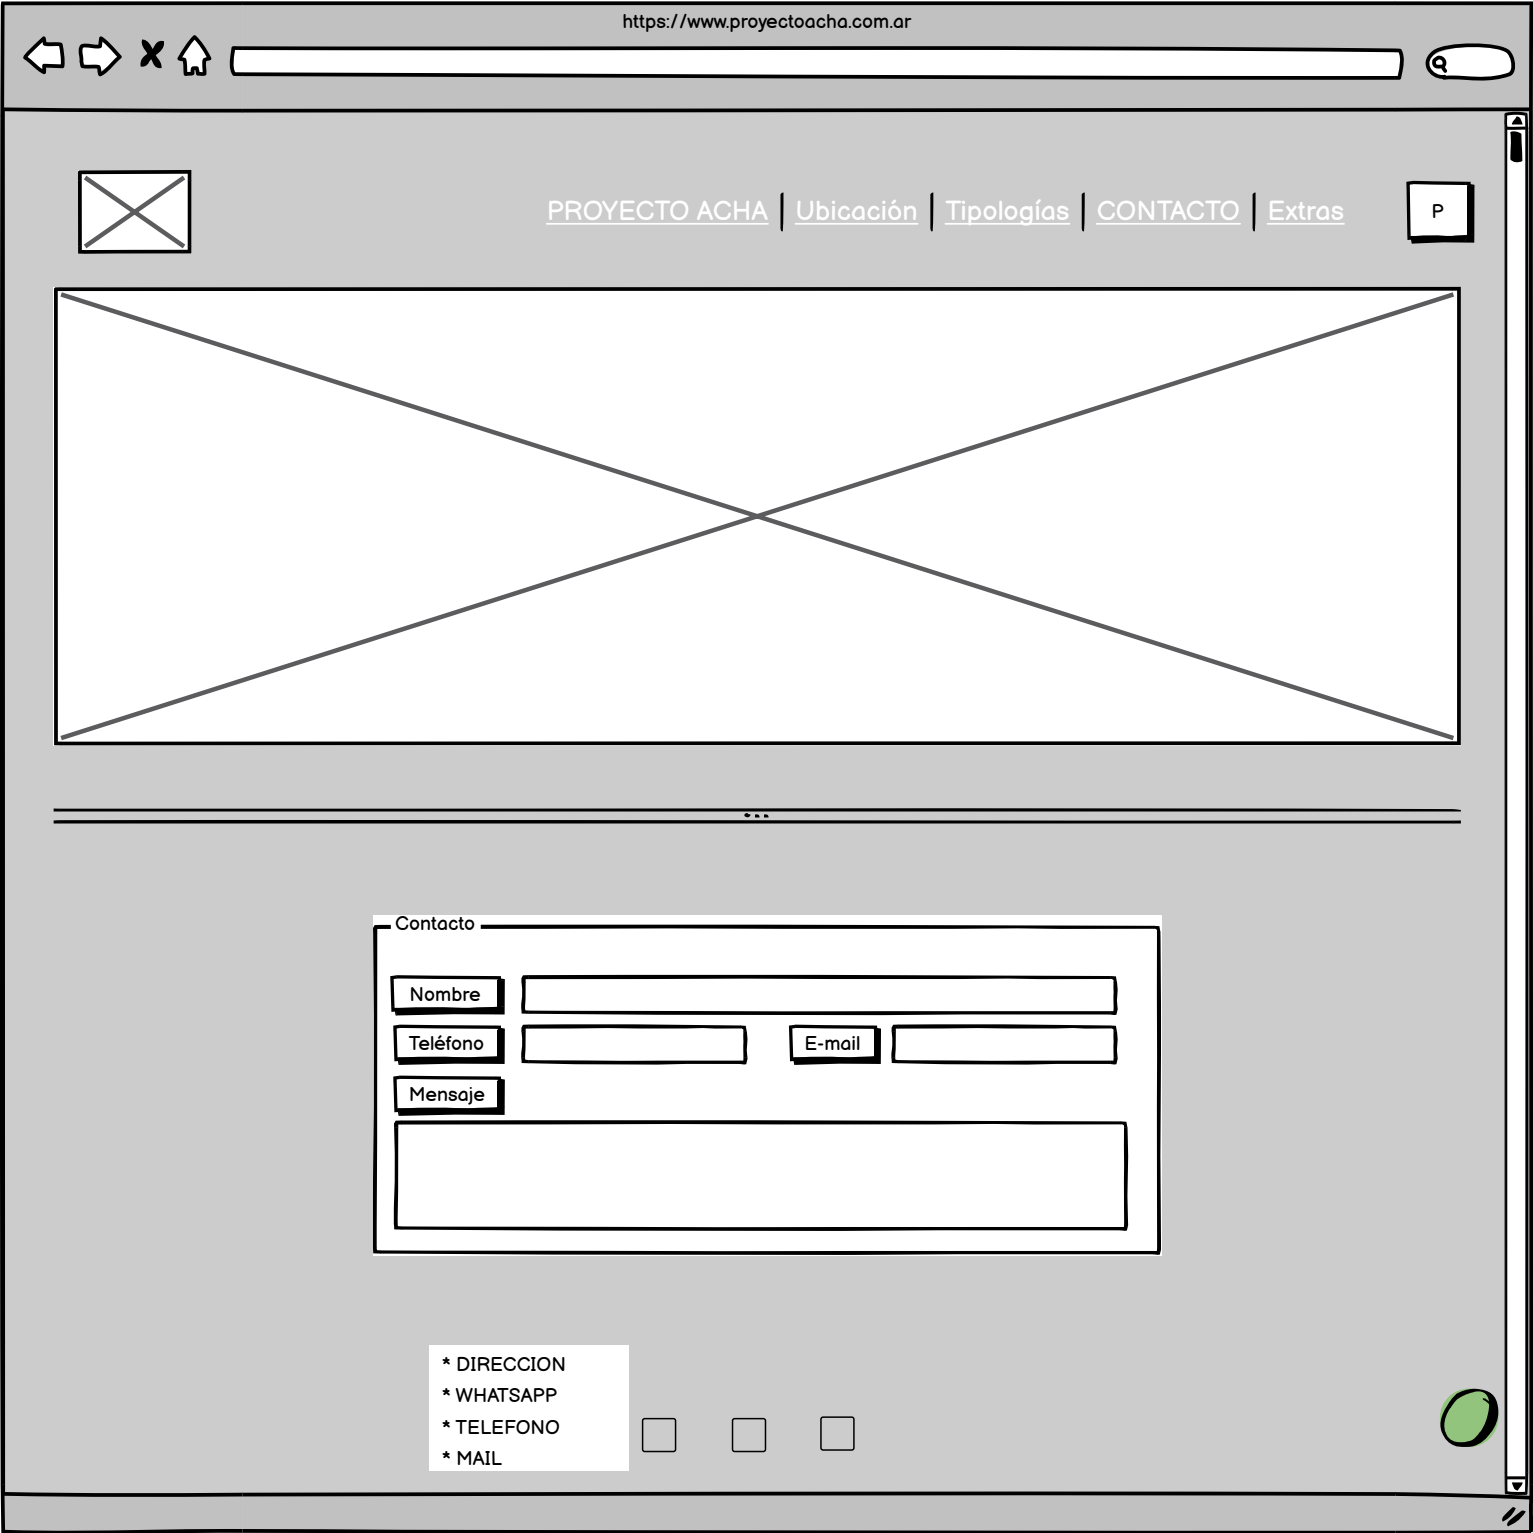 https://www.proyectoacha.com.ar
PROYECTO ACHA Ubicación Tipologías CONTACTO Extras P
Contacto
Nombre
Teléfono E-mail
Mensaje
* DIRECCION
* WHATSAPP
* TELEFONO
* MAIL